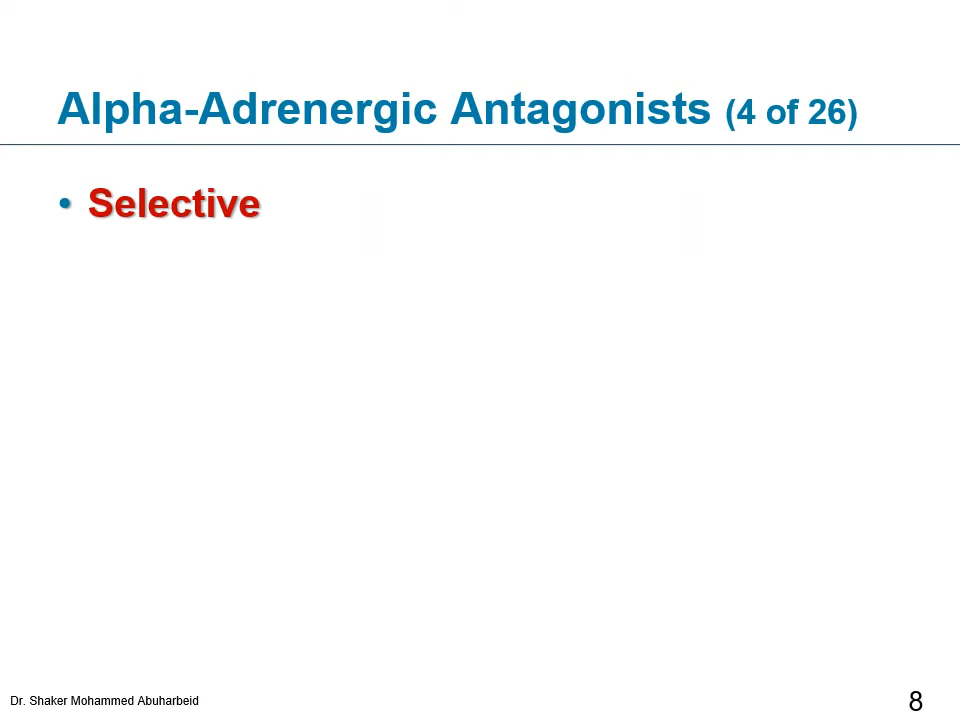 Alpha-Adrenergic Antagonists (4 of 26)
• Selective
Dr. Shaker Mohammed Abuharbeid
8